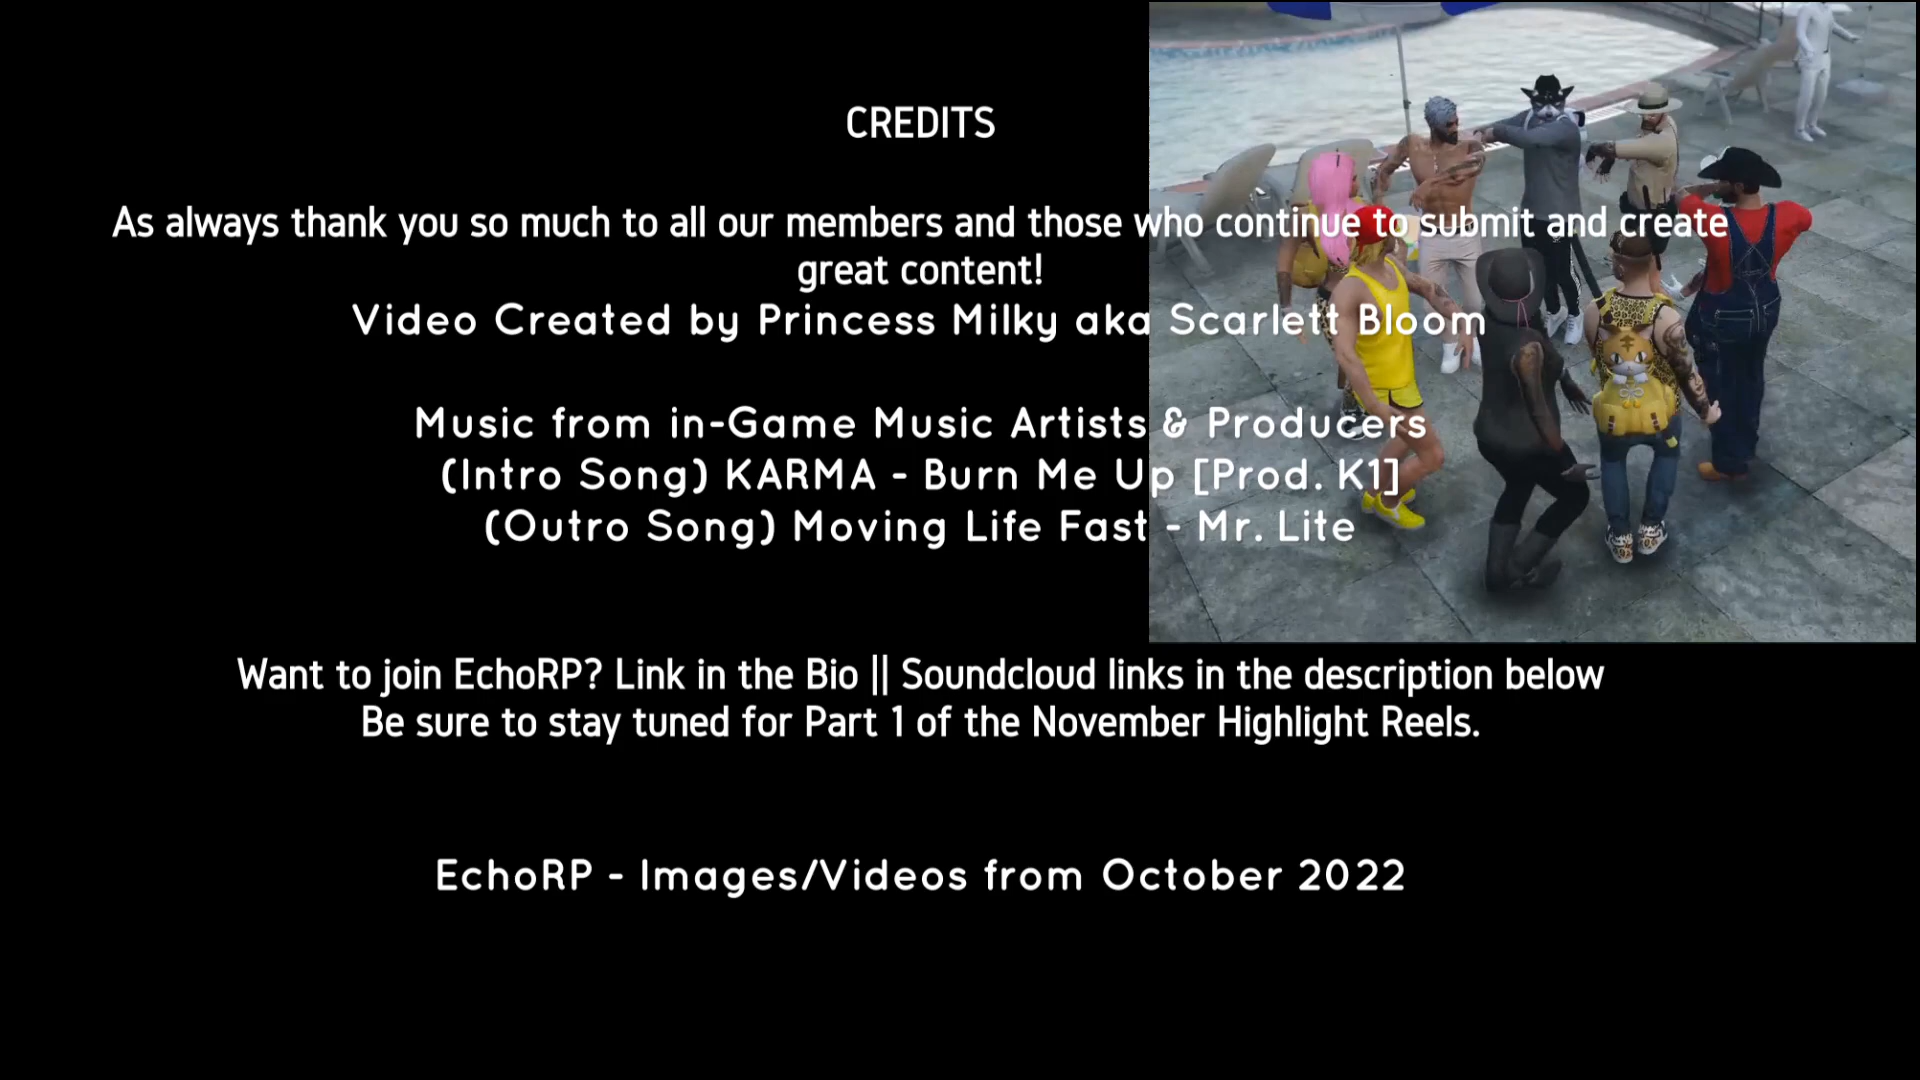 CREDITS
As always thank you so much to all our members and those who continue to submit and create
great content!
Video Created by Princess Milky aka Scarlett Bloom
Music from in-Game Music Artists & Producers
(Intro Song) KARMA - Burn Me Up [Prod. K1]
(Outro Song) Moving Life Fast - Mr. Lite
Want to join EchoRP? Link in the Bio || Soundcloud links in the description below
Be sure to stay tuned for Part 1 of the November Highlight Reels.
EchoRP - Images/Videos from October 2022